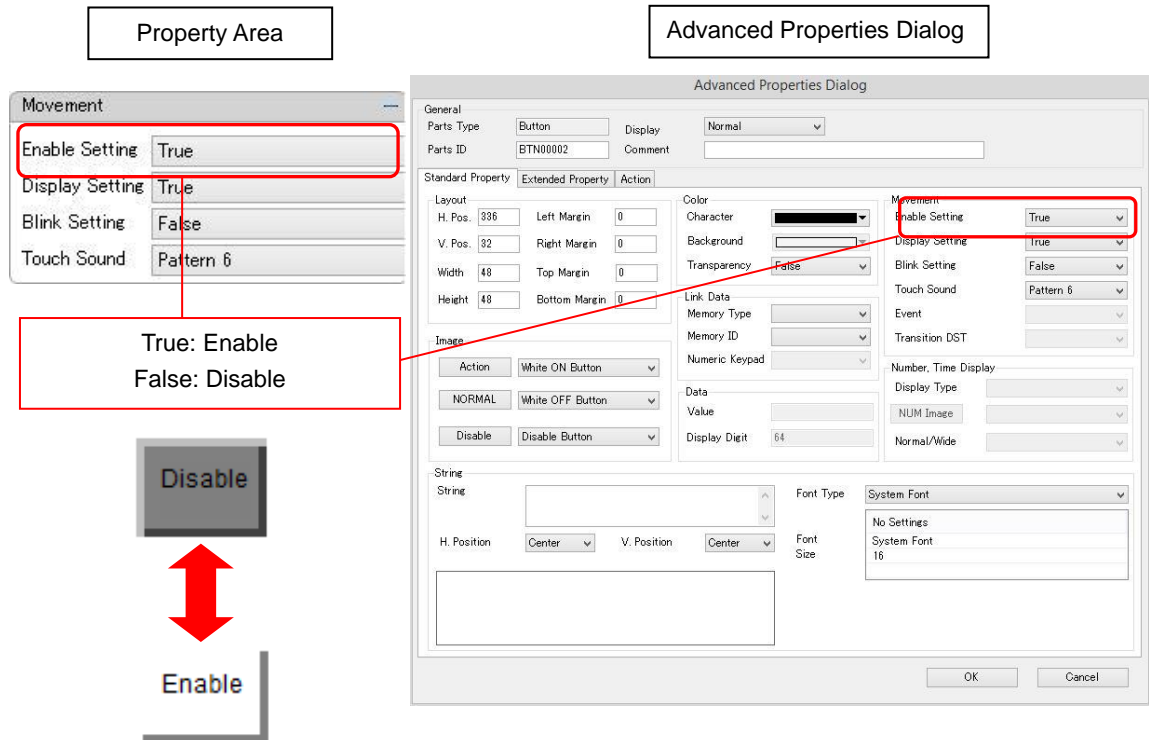 Property Area
Advanced Properties Dialog
Movement
Enable Setting True
Display Setting True
Blink Setting False
Touch Sound Pattern 6
True: Enable
False: Disable
Disable
Enable
Advanced Properties Dialog
General
Parts Type Button Display Normal
Parts ID BTN00002 Comment
Standard Property Extended Property Action
Layout
H. Pos. 336 Left Margin 0
V. Pos. 32 Right Margin 0
Width 48 Top Margin 0
Height 48 Bottom Margin 0
Image
Action White ON Button
NORMAL White OFF Button
Disable Disable Button
Color
Character
Background
Transparency False
Link Data
Memory Type
Memory ID
Numeric Keypad
Data
Value
Display Digit 64
Movement
Enable Setting True
Display Setting True
Blink Setting False
Touch Sound Pattern 6
Event
Transition DST
Number, Time Display
Display Type
NUM Image
Normal/Wide
String
String
H. Position Center V. Position Center
Font Type System Font
Font
Size
No Settings
System Font
16
OK Cancel